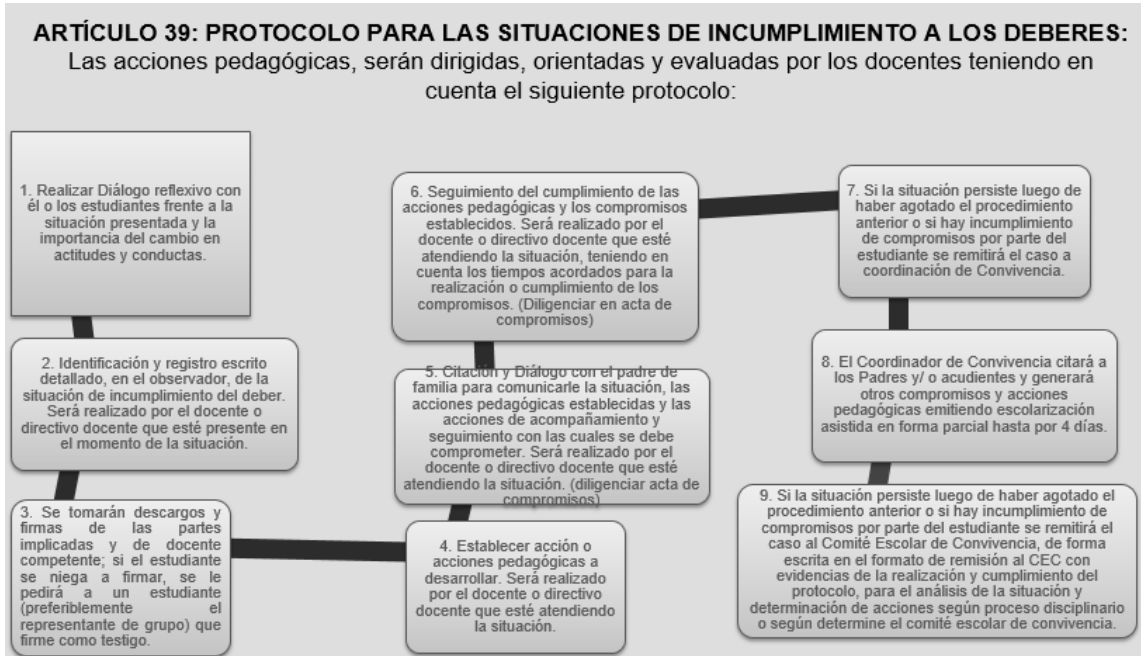 ARTÍCULO 39: PROTOCOLO PARA LAS SITUACIONES DE INCUMPLIMIENTO A LOS DEBERES:
Las acciones pedagógicas, serán dirigidas, orientadas y evaluadas por los docentes teniendo en
cuenta el siguiente protocolo:
1. Realizar Diálogo reflexivo con
él o los estudiantes frente a la
situación presentada y la
importancia del cambio en
actitudes y conductas.
2. Identificación y registro escrito
detallado, en el observador, de la
situación de incumplimiento del deber.
Será realizado por el docente o
directivo docente que esté presente en
el momento de la situación.
3. Se tomarán descargos y
firmas de las partes
implicadas y de docente
competente; si el estudiante
se niega a firmar, se le
pedirá a un estudiante
(preferiblemente el
representante de grupo) que
firme como testigo.
4. Establecer acción o
acciones pedagógicas a
desarrollar. Será realizado
por el docente o directivo
docente que esté atendiendo
la situación.
5. Citación y Diálogo con el padre de
familia para comunicarle la situación, las
acciones pedagógicas establecidas y las
acciones de acompañamiento y
seguimiento con las cuales se debe
comprometer. Será realizado por el
docente o directivo docente que esté
atendiendo la situación. (diligenciar acta de
compromisos)
6. Seguimiento del cumplimiento de las
acciones pedagógicas y los compromisos
establecidos. Será realizado por el
docente o directivo docente que esté
atendiendo la situación, teniendo en
cuenta los tiempos acordados para la
realización o cumplimiento de los
compromisos. (Diligenciar en acta de
compromisos)
7. Si la situación persiste luego de
haber agotado el procedimiento
anterior o si hay incumplimiento
de compromisos por parte del
estudiante se remitirá el caso a
coordinación de Convivencia.
8. El Coordinador de Convivencia citará a
los Padres y/ o acudientes y generará
otros compromisos y acciones
pedagógicas emitiendo escolarización
asistida en forma parcial hasta por 4 días.
9. Si la situación persiste luego de haber agotado el
procedimiento anterior o si hay incumplimiento de
compromisos por parte del estudiante se remitirá el
caso al Comité Escolar de Convivencia, de forma
escrita en el formato de remisión al CEC con
evidencias de la realización y cumplimiento del
protocolo, para el análisis de la situación y
determinación de acciones según proceso disciplinario
o según determine el comité escolar de convivencia.